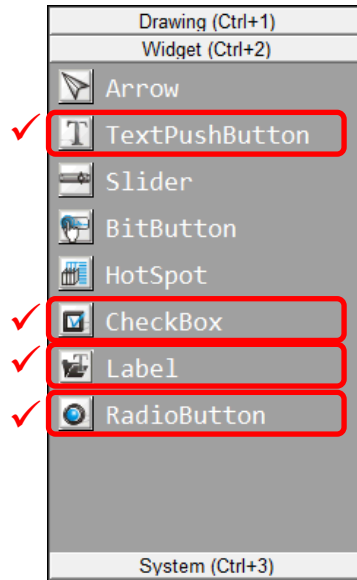 Drawing (Ctrl+1)
Widget (Ctrl+2)
Arrow
TextPushButton
Slider
BitButton
HotSpot
CheckBox
Label
RadioButton
System (Ctrl+3)